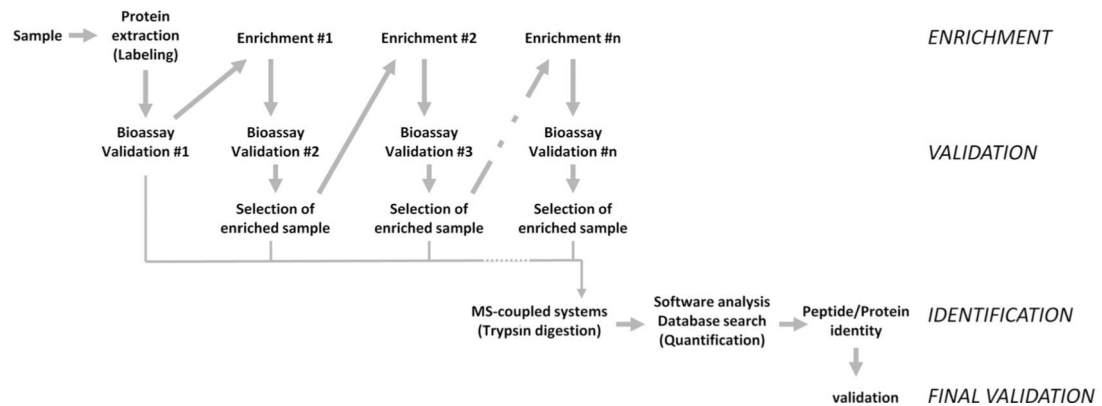 Sample
Protein
extraction
(Labeling)
Enrichment #1
Enrichment #2
Enrichment #n
ENRICHMENT
Bioassay
Validation #1
Bioassay
Validation #2
Bioassay
Validation #3
Bioassay
Validation #n
VALIDATION
Selection of
enriched sample
Selection of
enriched sample
Selection of
enriched sample
MS-coupled systems
(Trypsin digestion)
Software analysis
Database search
(Quantification)
Peptide/Protein
identity
IDENTIFICATION
validation
FINAL VALIDATION